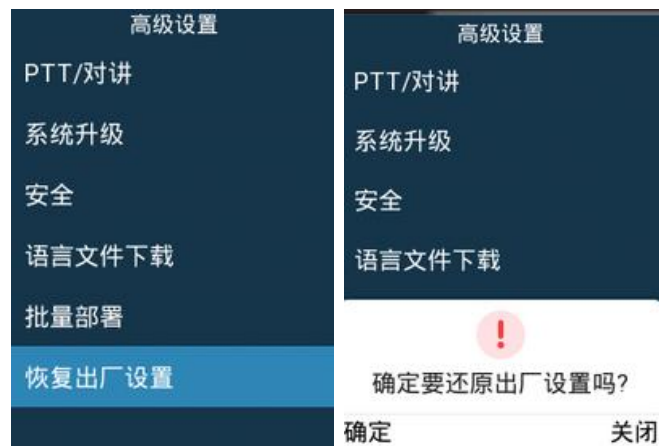 高级设置
PTT/对讲
系统升级
安全
语言文件下载
批量部署
恢复出厂设置
高级设置
PTT/对讲
系统升级
安全
语言文件下载
确定要还原出厂设置吗?
确定 关闭